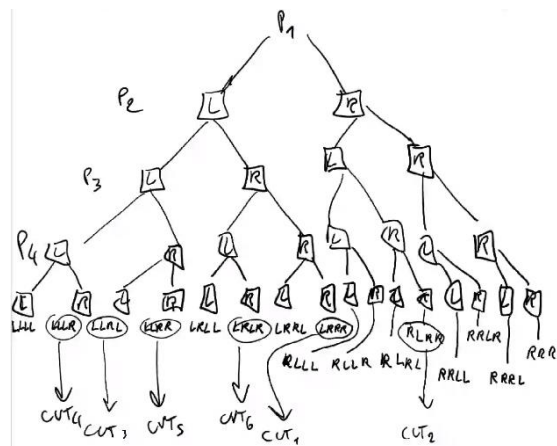 P1
P2 L R
P3 L R L R
P4 L R L R L R L R
L R L R L R L R L R L R L R L R
LLLL LLLR LLRL LLRR LRLL LRLR LRRL LRRR RLRR RRLR RRR
RLLL RLLR RLRL RRLL RRRL
CUT4 CUT3 CUT5 CUT6 CUT1 CUT2